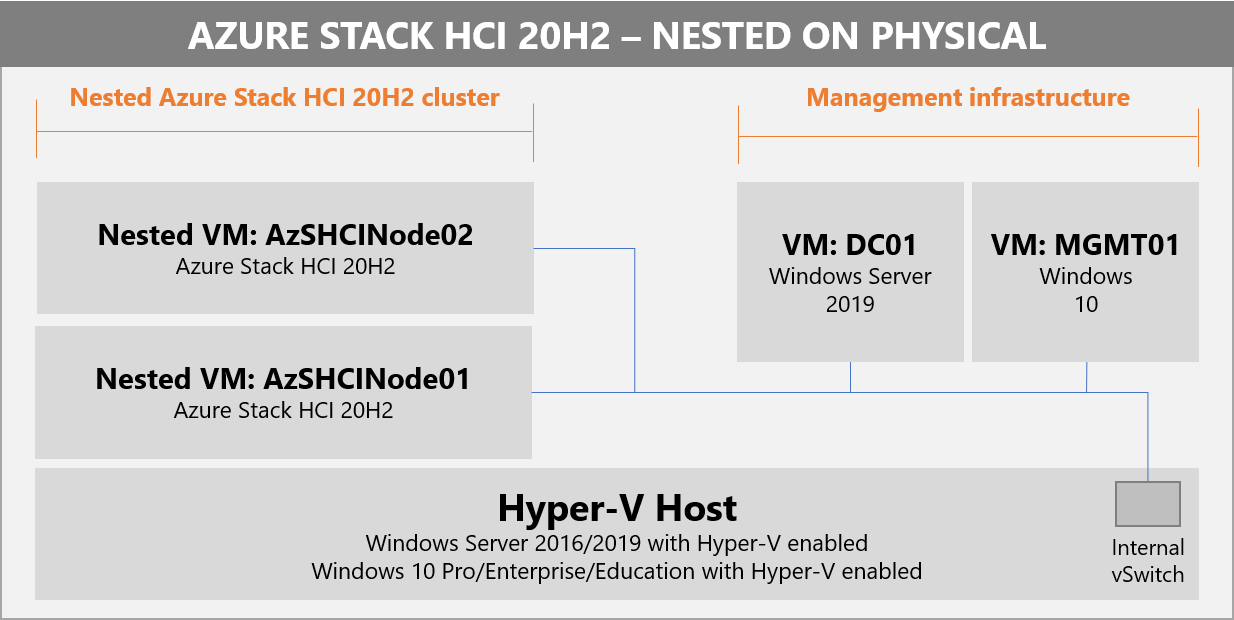 AZURE STACK HCI 20H2 – NESTED ON PHYSICAL
Nested Azure Stack HCI 20H2 cluster
Management infrastructure
Nested VM: AzSHCINode02
Azure Stack HCI 20H2
VM: DC01
Windows Server
2019
VM: MGMT01
Windows
10
Nested VM: AzSHCINode01
Azure Stack HCI 20H2
Hyper-V Host
Windows Server 2016/2019 with Hyper-V enabled
Windows 10 Pro/Enterprise/Education with Hyper-V enabled
Internal
vSwitch